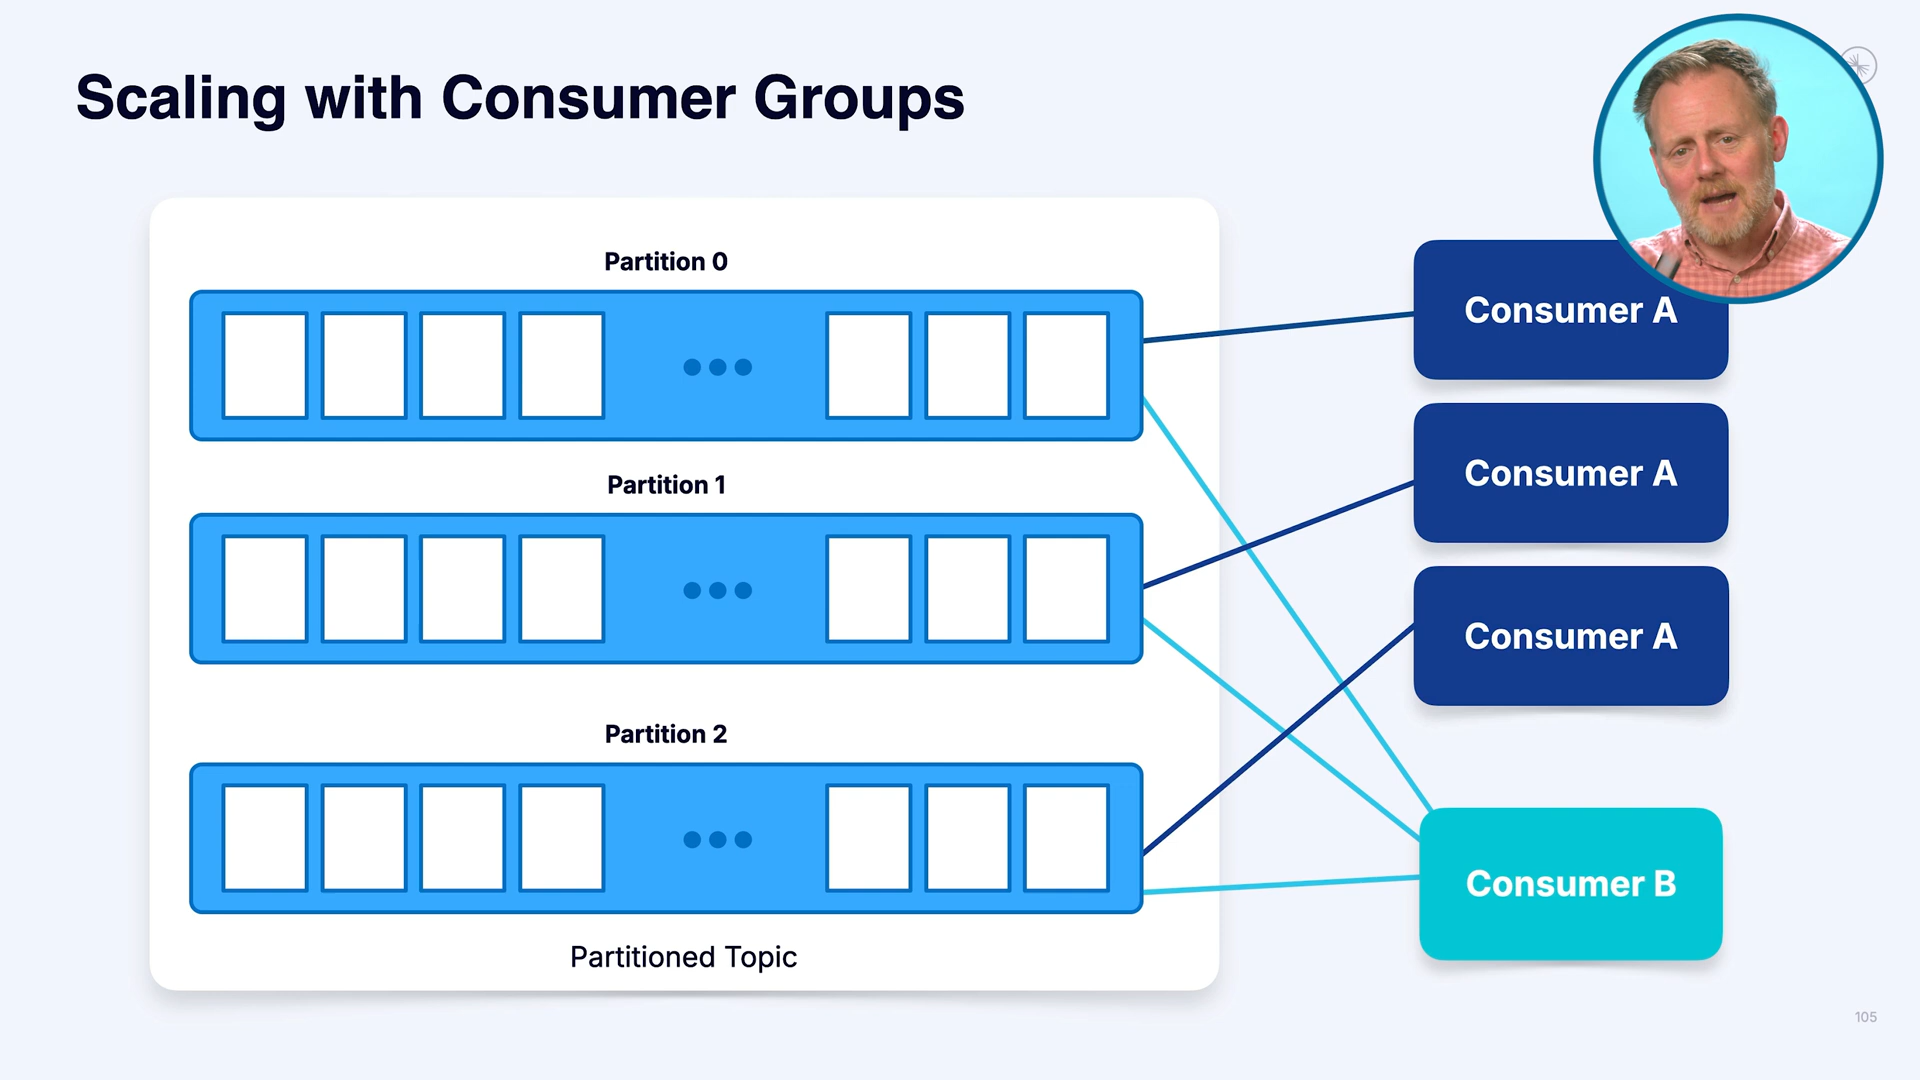 Scaling with Consumer Groups
Partition 0
Partition 1
Partition 2
Partitioned Topic
Consumer A
Consumer A
Consumer A
Consumer B
105